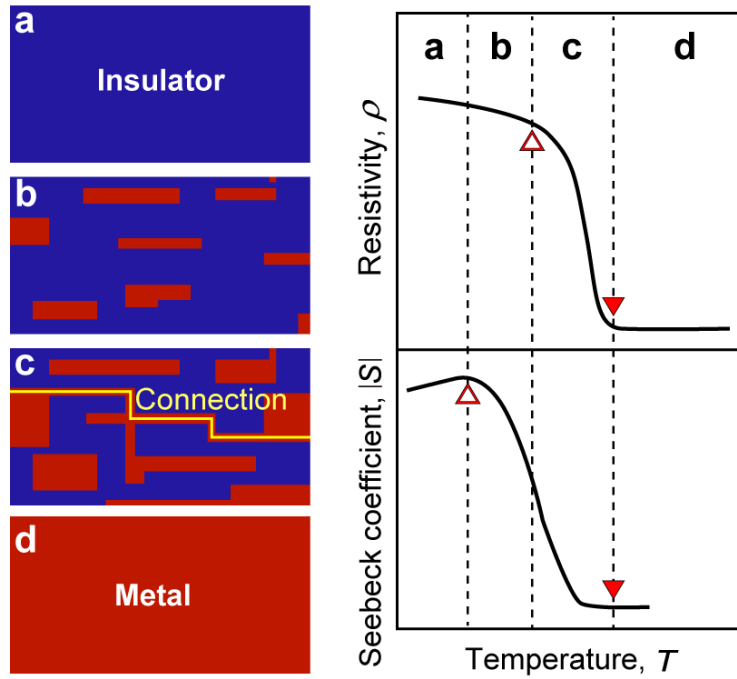 a
Insulator
b
c
Connection
d
Metal
a b c d
Resistivity, ρ
Seebeck coefficient, |S|
Temperature, T